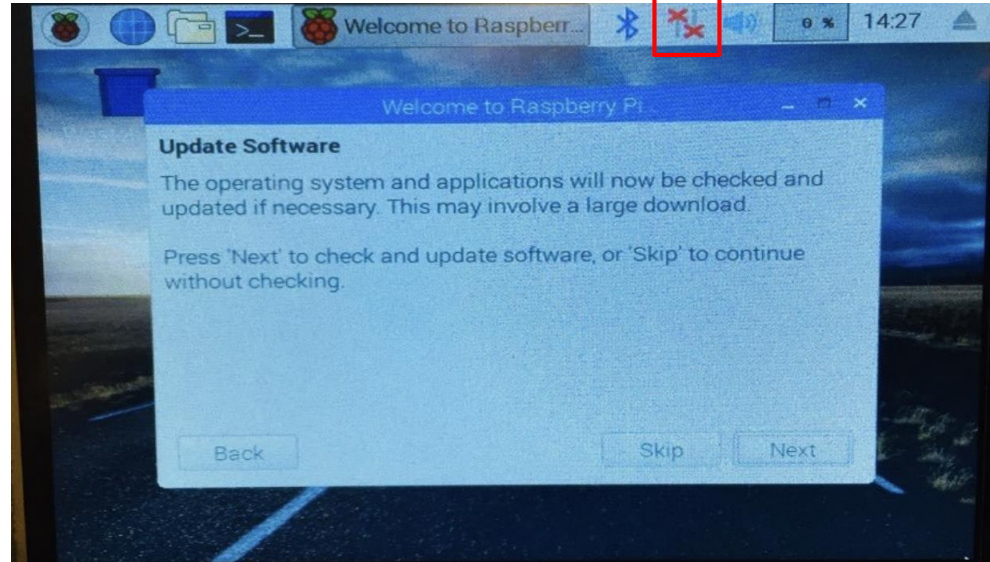 Welcome to Raspberr...
0 %
14:27
Welcome to Raspberry Pi
Update Software
The operating system and applications will now be checked and
updated if necessary. This may involve a large download.
Press 'Next' to check and update software, or 'Skip' to continue
without checking.
Back
Skip
Next